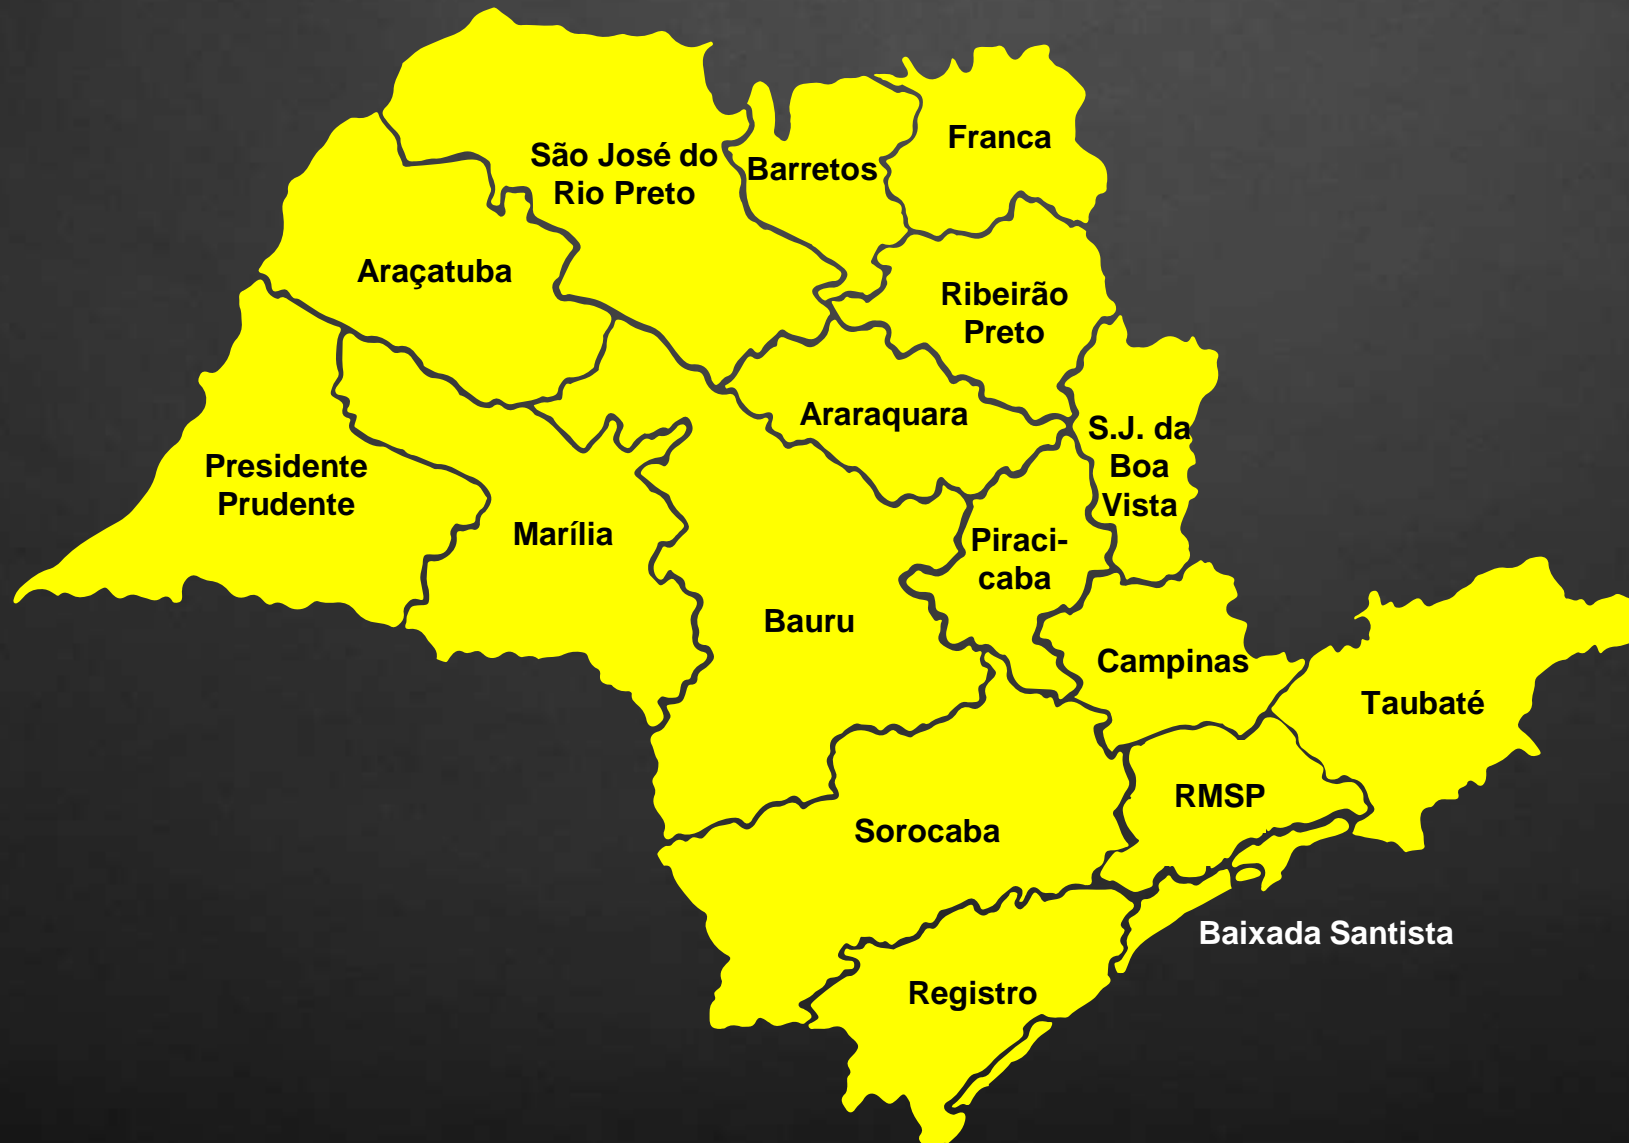 Franca
São José do
Rio Preto
Barretos
Araçatuba
Ribeirão
Preto
Araraquara
S.J. da
Boa
Vista
Presidente
Prudente
Marília
Piraci-
caba
Bauru
Campinas
Taubaté
RMSP
Sorocaba
Baixada Santista
Registro